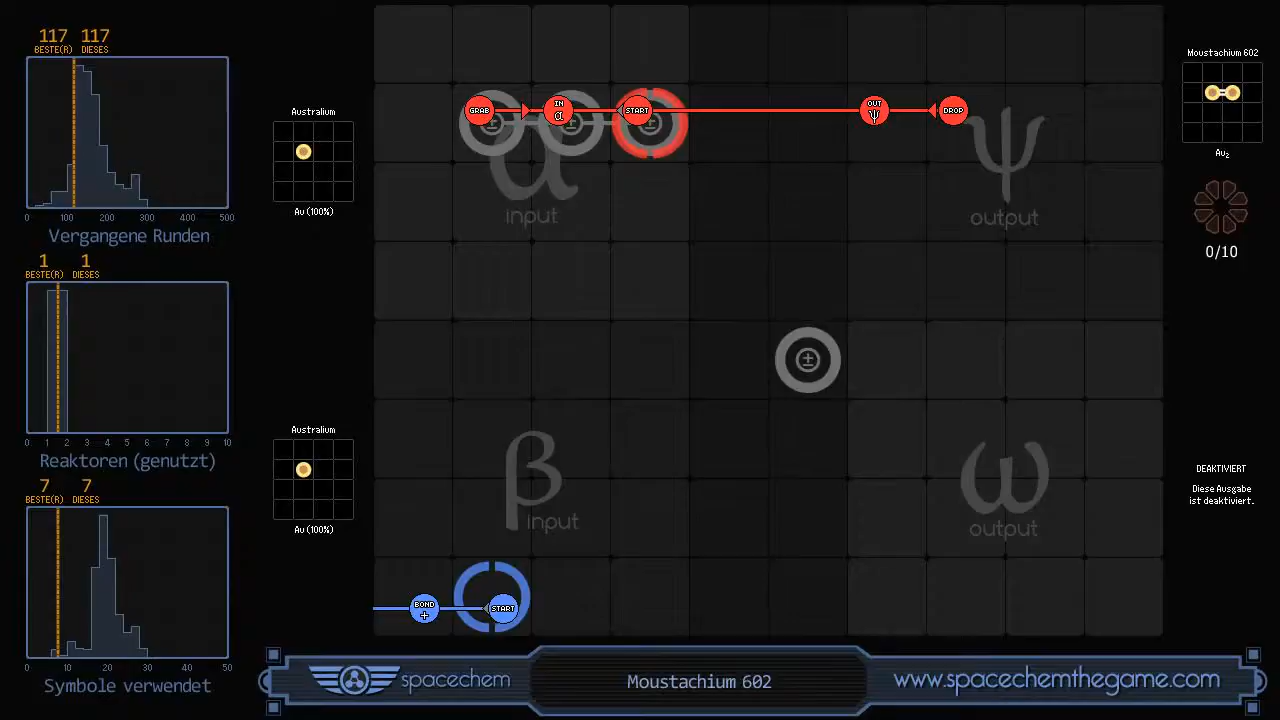 117 117
BESTE(R) DIESES
0 100 200 300 400 500
Vergangene Runden
1 1
BESTE(R) DIESES
0 1 2 3 4 5 6 7 8 9 10
Reaktoren (genutzt)
7 7
BESTE(R) DIESES
0 10 20 30 40 50
Symbole verwendet
Australium
Au (100%)
Australium
Au (100%)
GRAB
IN
α
START
OUT
ψ
DROP
α
input
ψ
output
β
input
ω
output
BOND
+
START
Moustachium 602
Au₂
0/10
DEAKTIVIERT
Diese Ausgabe
ist deaktiviert.
spacechem
Moustachium 602
www.spacechemthegame.com